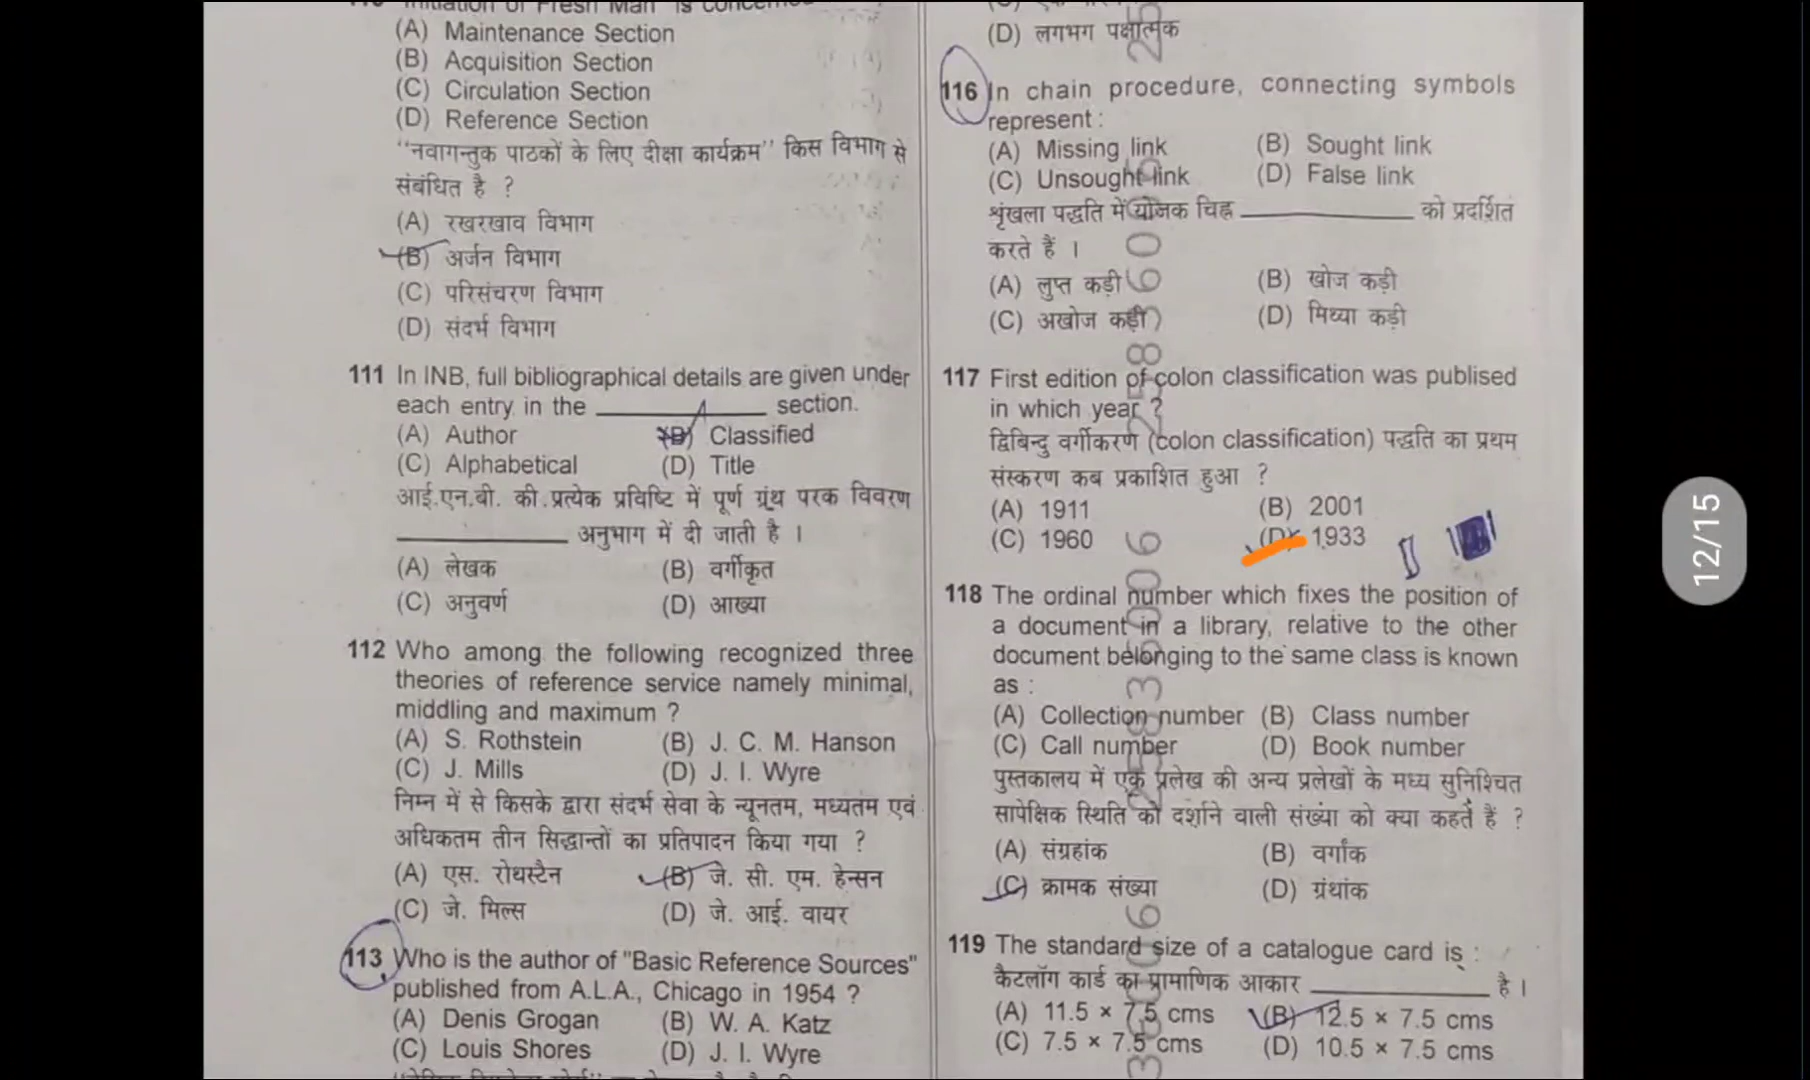 Initiation of Fresh Man" is concerned
(A) Maintenance Section
(B) Acquisition Section
(C) Circulation Section
(D) Reference Section
"नवागन्तुक पाठकों के लिए दीक्षा कार्यक्रम" किस विभाग से
संबंधित है ?
(A) रखरखाव विभाग
(B) अर्जन विभाग
(C) परिसंचरण विभाग
(D) संदर्भ विभाग
111 In INB, full bibliographical details are given under
each entry in the ____________ section.
(A) Author (B) Classified
(C) Alphabetical (D) Title
आई.एन.बी. की प्रत्येक प्रविष्टि में पूर्ण ग्रंथ परक विवरण
____________ अनुभाग में दी जाती है ।
(A) लेखक (B) वर्गीकृत
(C) अनुवर्ण (D) आख्या
112 Who among the following recognized three
theories of reference service namely minimal,
middling and maximum ?
(A) S. Rothstein (B) J. C. M. Hanson
(C) J. Mills (D) J. I. Wyre
निम्न में से किसके द्वारा संदर्भ सेवा के न्यूनतम, मध्यतम एवं
अधिकतम तीन सिद्धान्तों का प्रतिपादन किया गया ?
(A) एस. रोथस्टैन (B) जे. सी. एम. हेन्सन
(C) जे. मिल्स (D) जे. आई. वायर
113 Who is the author of "Basic Reference Sources"
published from A.L.A., Chicago in 1954 ?
(A) Denis Grogan (B) W. A. Katz
(C) Louis Shores (D) J. I. Wyre
(D) लगभग पक्षात्मक
116 In chain procedure, connecting symbols
represent :
(A) Missing link (B) Sought link
(C) Unsought link (D) False link
श्रृंखला पद्धति में योजक चिह्न ____________ को प्रदर्शित
करते हैं ।
(A) लुप्त कड़ी (B) खोज कड़ी
(C) अखोज कड़ी (D) मिथ्या कड़ी
117 First edition of colon classification was publised
in which year ?
द्विबिन्दु वर्गीकरण (colon classification) पद्धति का प्रथम
संस्करण कब प्रकाशित हुआ ?
(A) 1911 (B) 2001
(C) 1960 (D) 1933
118 The ordinal number which fixes the position of
a document in a library, relative to the other
document belonging to the same class is known
as :
(A) Collection number (B) Class number
(C) Call number (D) Book number
पुस्तकालय में एक प्रलेख की अन्य प्रलेखों के मध्य सुनिश्चित
सापेक्षिक स्थिति को दर्शाने वाली संख्या को क्या कहते हैं ?
(A) संग्रहांक (B) वर्गांक
(C) क्रामक संख्या (D) ग्रंथांक
119 The standard size of a catalogue card is :
कैटलॉग कार्ड का प्रामाणिक आकार ____________ है ।
(A) 11.5 × 7.5 cms (B) 12.5 × 7.5 cms
(C) 7.5 × 7.5 cms (D) 10.5 × 7.5 cms
12/15